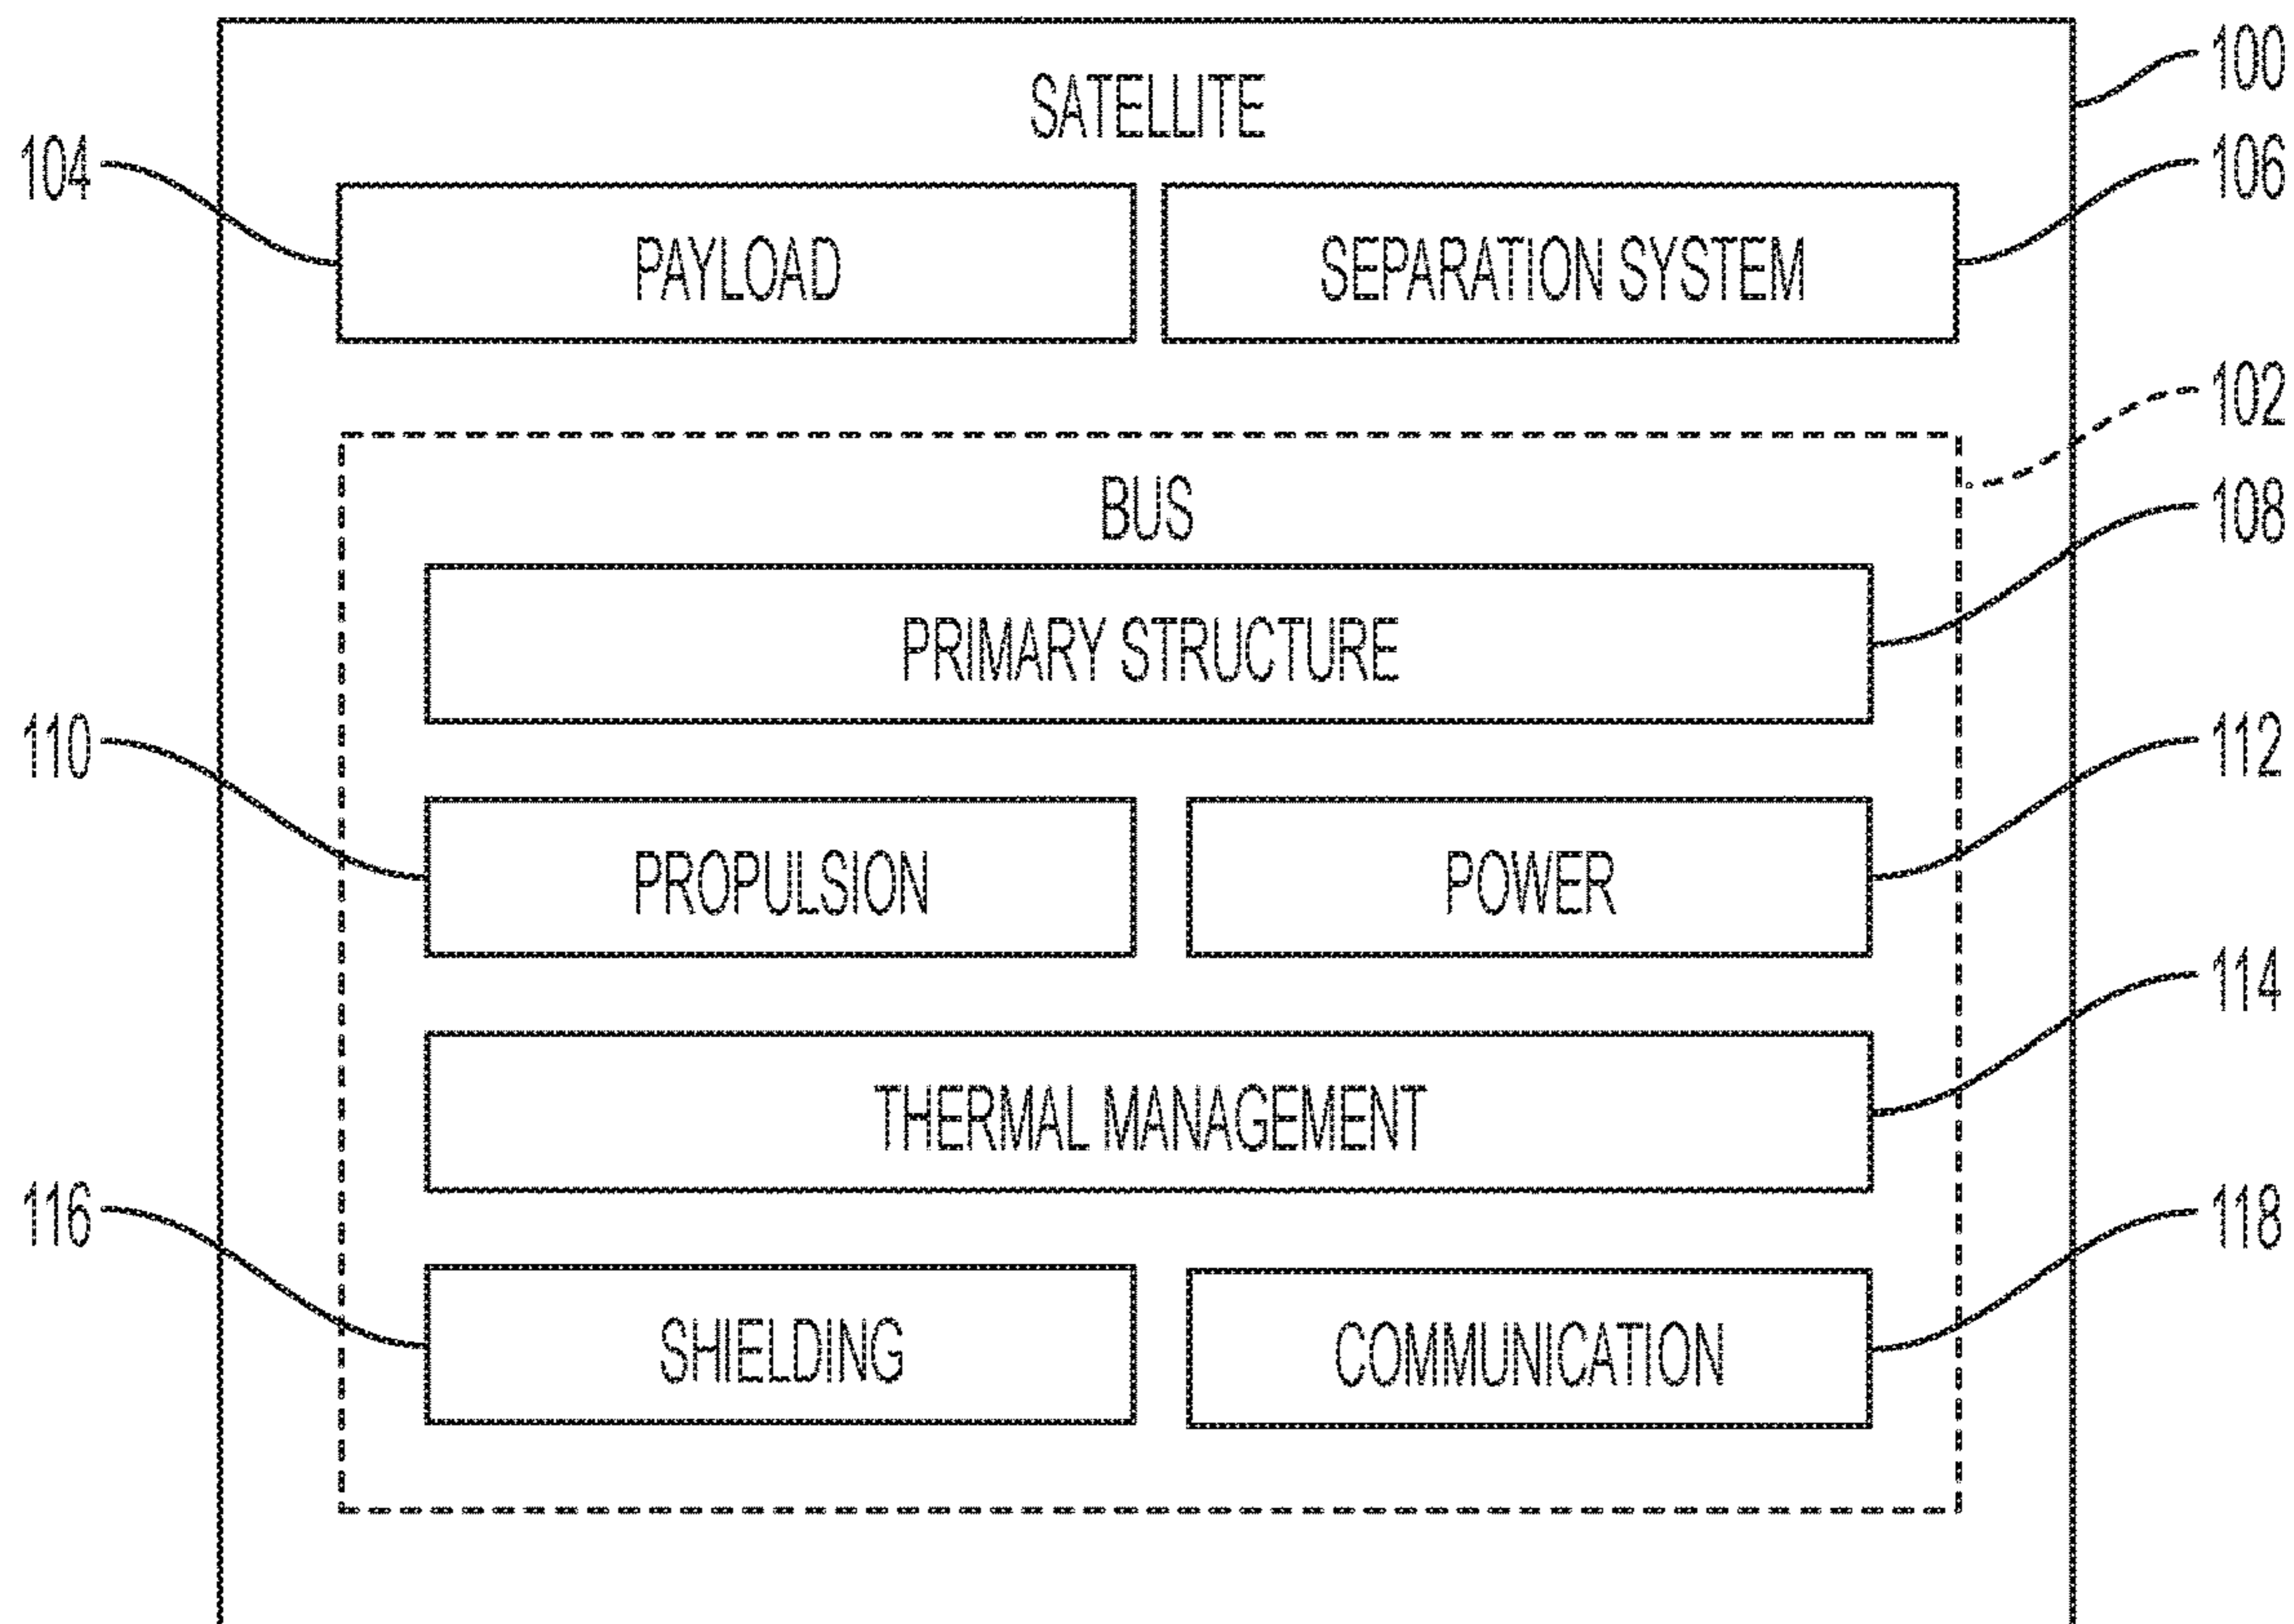 SATELLITE
100
104
106
PAYLOAD
SEPARATION SYSTEM
102
BUS
108
PRIMARY STRUCTURE
110
112
PROPULSION
POWER
114
THERMAL MANAGEMENT
116
118
SHIELDING
COMMUNICATION